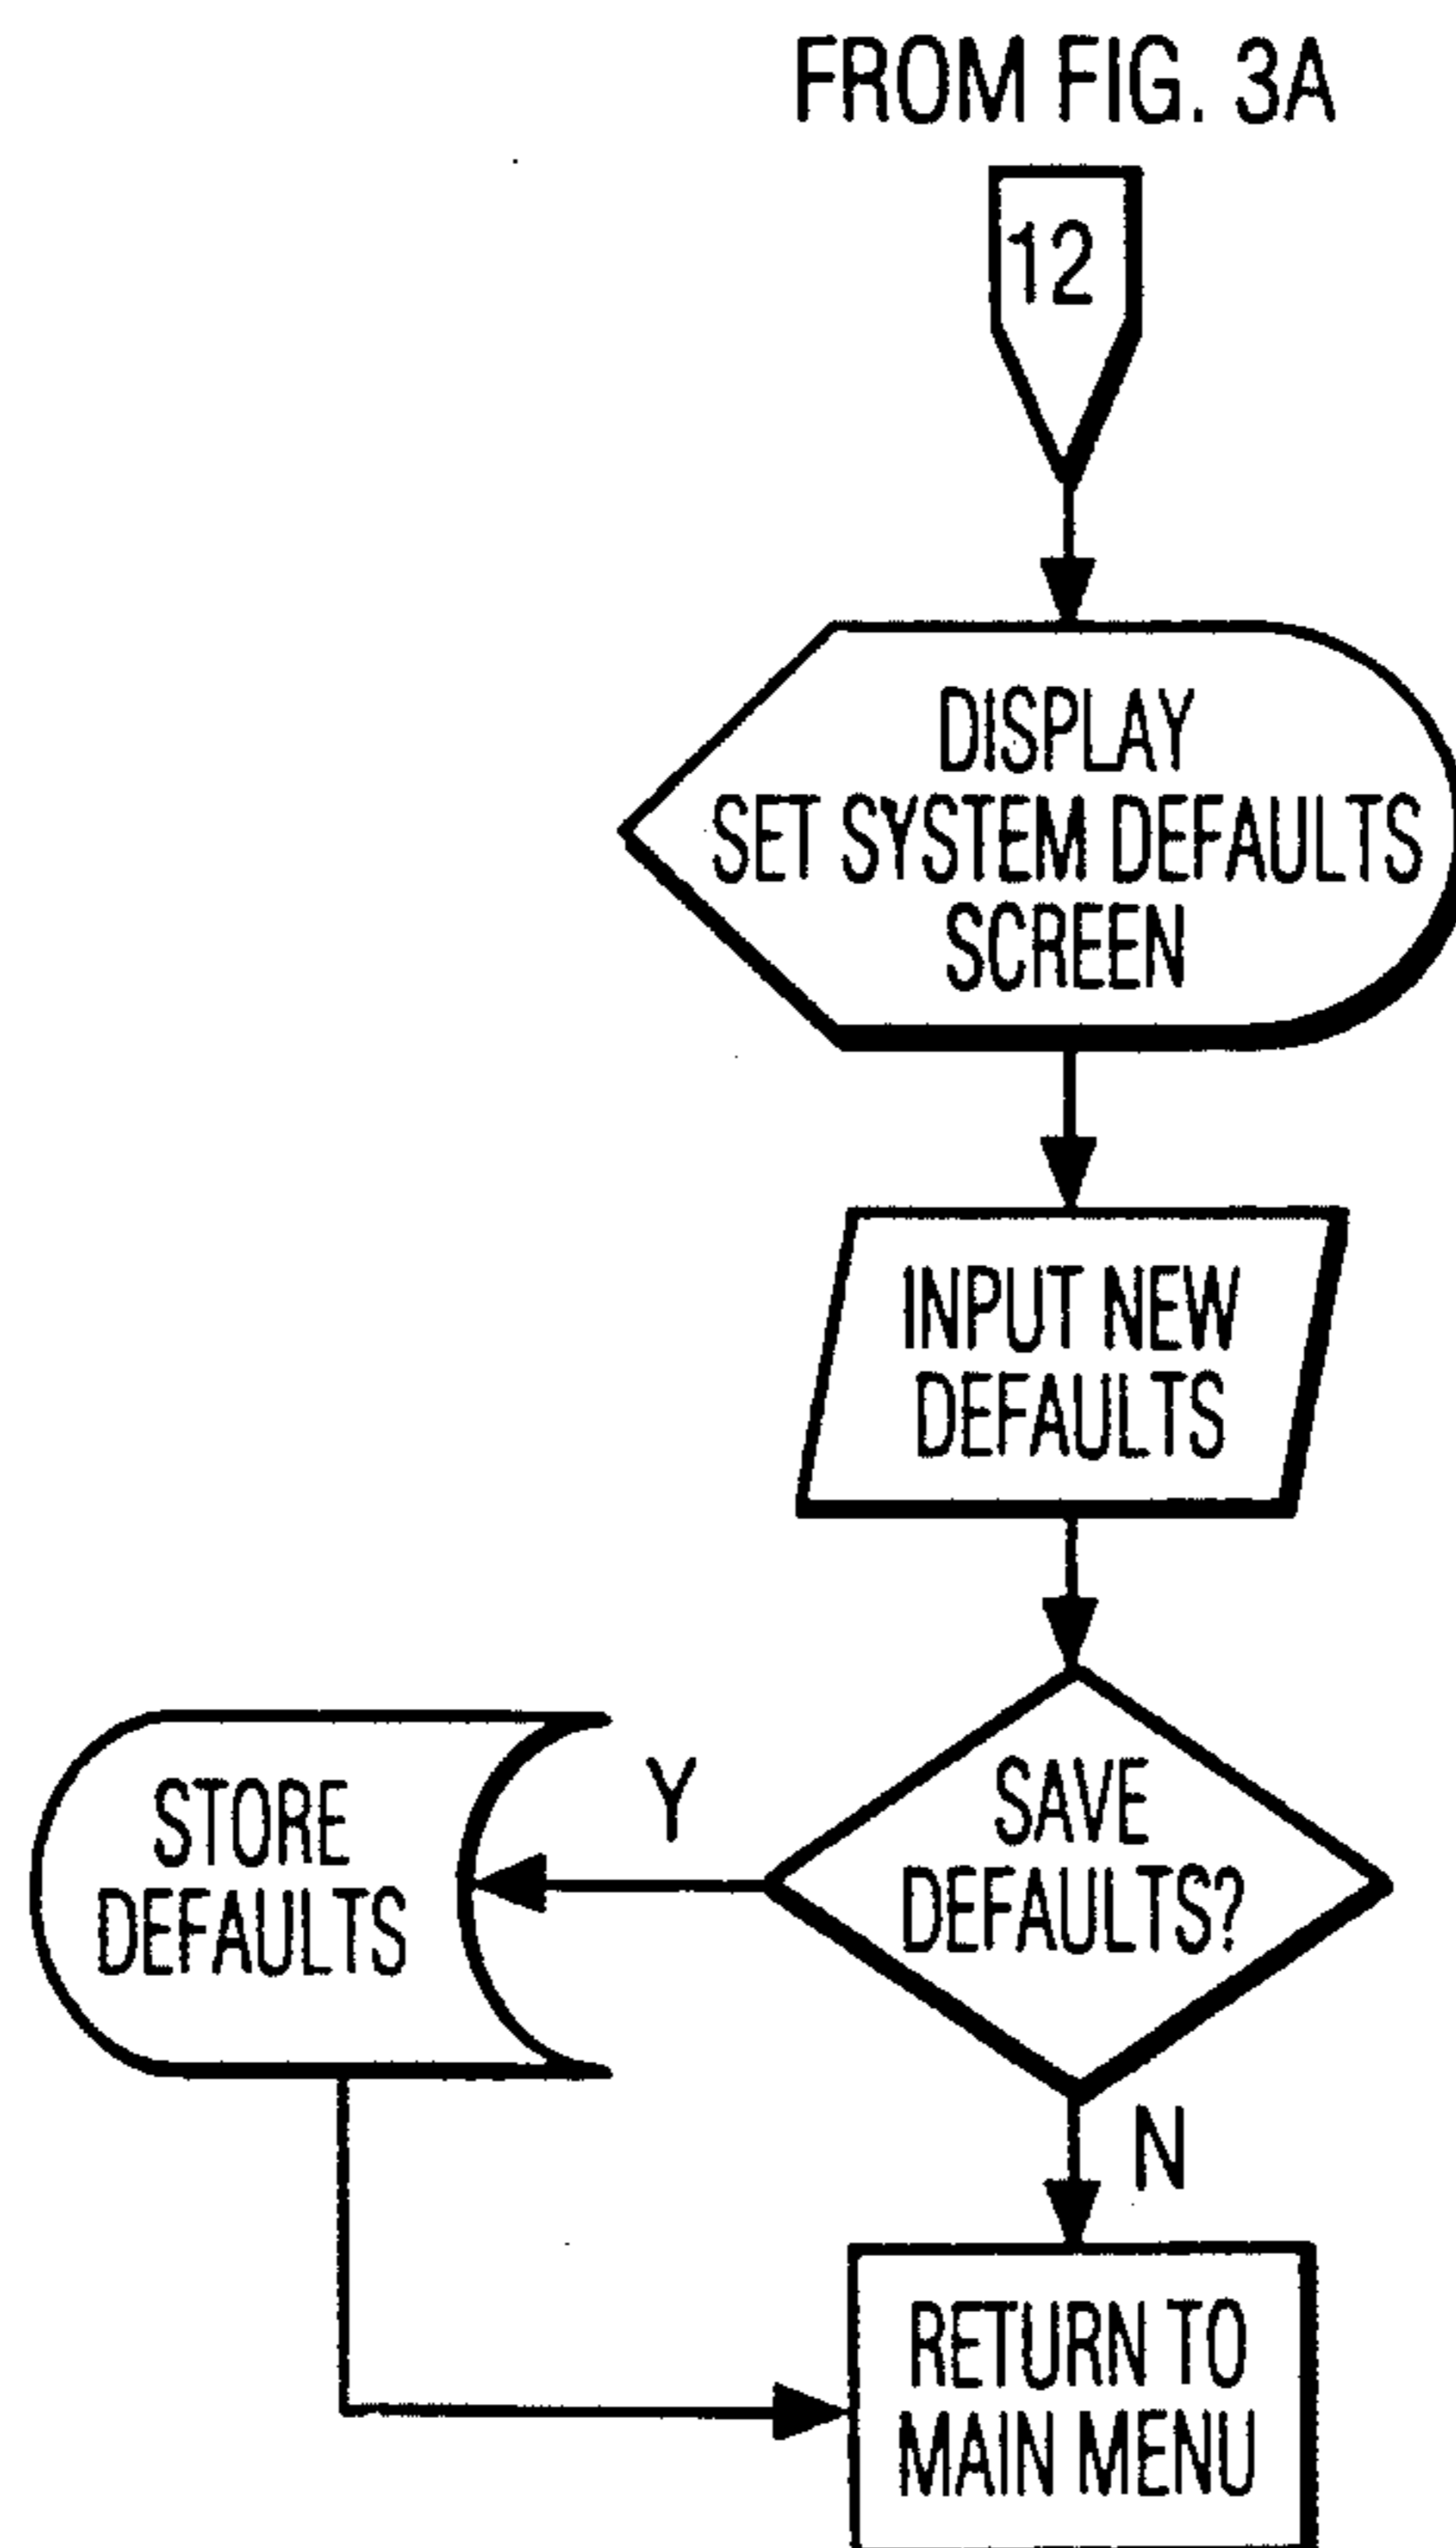 FROM FIG. 3A
12
DISPLAY
SET SYSTEM DEFAULTS
SCREEN
INPUT NEW
DEFAULTS
SAVE
DEFAULTS?
Y
STORE
DEFAULTS
N
RETURN TO
MAIN MENU